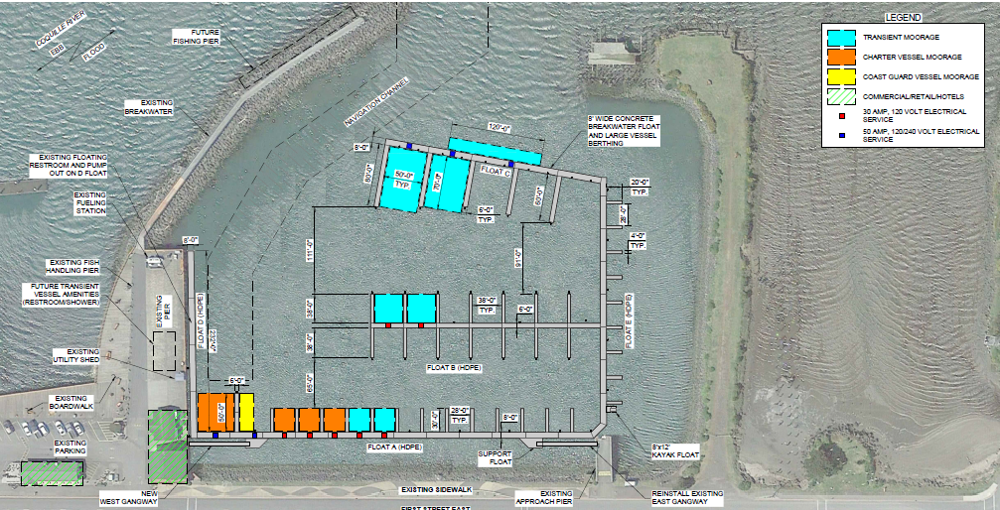 COQUILLE RIVER
EBB
FLOOD
FUTURE
FISHING PIER
LEGEND
TRANSIENT MOORAGE
CHARTER VESSEL MOORAGE
COAST GUARD VESSEL MOORAGE
COMMERCIAL/RETAIL/HOTELS
30 AMP, 120 VOLT ELECTRICAL
SERVICE
50 AMP, 120/240 VOLT ELECTRICAL
SERVICE
EXISTING
BREAKWATER
NAVIGATION CHANNEL
120'-0"
8' WIDE CONCRETE
BREAKWATER FLOAT
AND LARGE VESSEL
BERTHING
8'-0"
EXISTING FLOATING
RESTROOM AND PUMP
OUT ON D FLOAT
50'-0"
TYP.
70'-0"
FLOAT C
20'-0"
TYP.
EXISTING
FUELING
STATION
5'-0"
TYP.
28'-0"
4'-0"
TYP.
8'-0"
111'-0"
91'-0"
EXISTING FISH
HANDLING PIER
FUTURE TRANSIENT
VESSEL AMENITIES
(RESTROOM/SHOWER)
EXISTING
PIER
FLOAT D (HDPE)
232'-0"
38'-0"
38'-0"
TYP.
6'-0"
FLOAT E (HDPE)
EXISTING
UTILITY SHED
38'-0"
FLOAT B (HDPE)
65'-0"
6'-0"
EXISTING
BOARDWALK
50'-0"
30'-0"
28'-0"
TYP.
8'-0"
EXISTING
PARKING
FLOAT A (HDPE)
SUPPORT
FLOAT
8'x12'
KAYAK FLOAT
NEW
WEST GANGWAY
EXISTING SIDEWALK
EXISTING
APPROACH PIER
REINSTALL EXISTING
EAST GANGWAY
FIRST STREET EAST